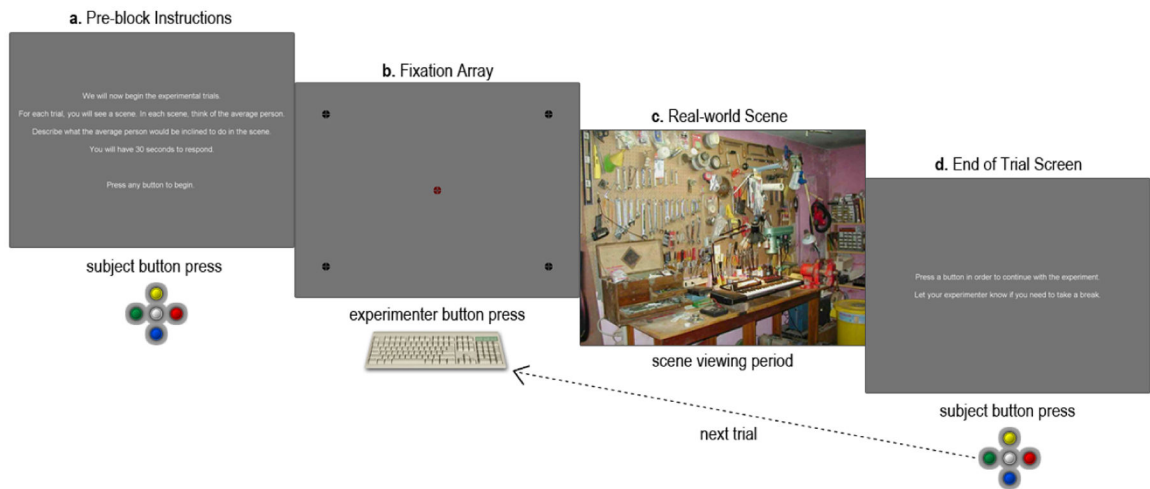 a. Pre-block Instructions
We will now begin the experimental trials.
For each trial, you will see a scene. In each scene, think of the average person.
Describe what the average person would be inclined to do in the scene.
You will have 30 seconds to respond.
Press any button to begin.
subject button press
b. Fixation Array
experimenter button press
c. Real-world Scene
scene viewing period
d. End of Trial Screen
Press a button in order to continue with the experiment.
Let your experimenter know if you need to take a break.
subject button press
next trial